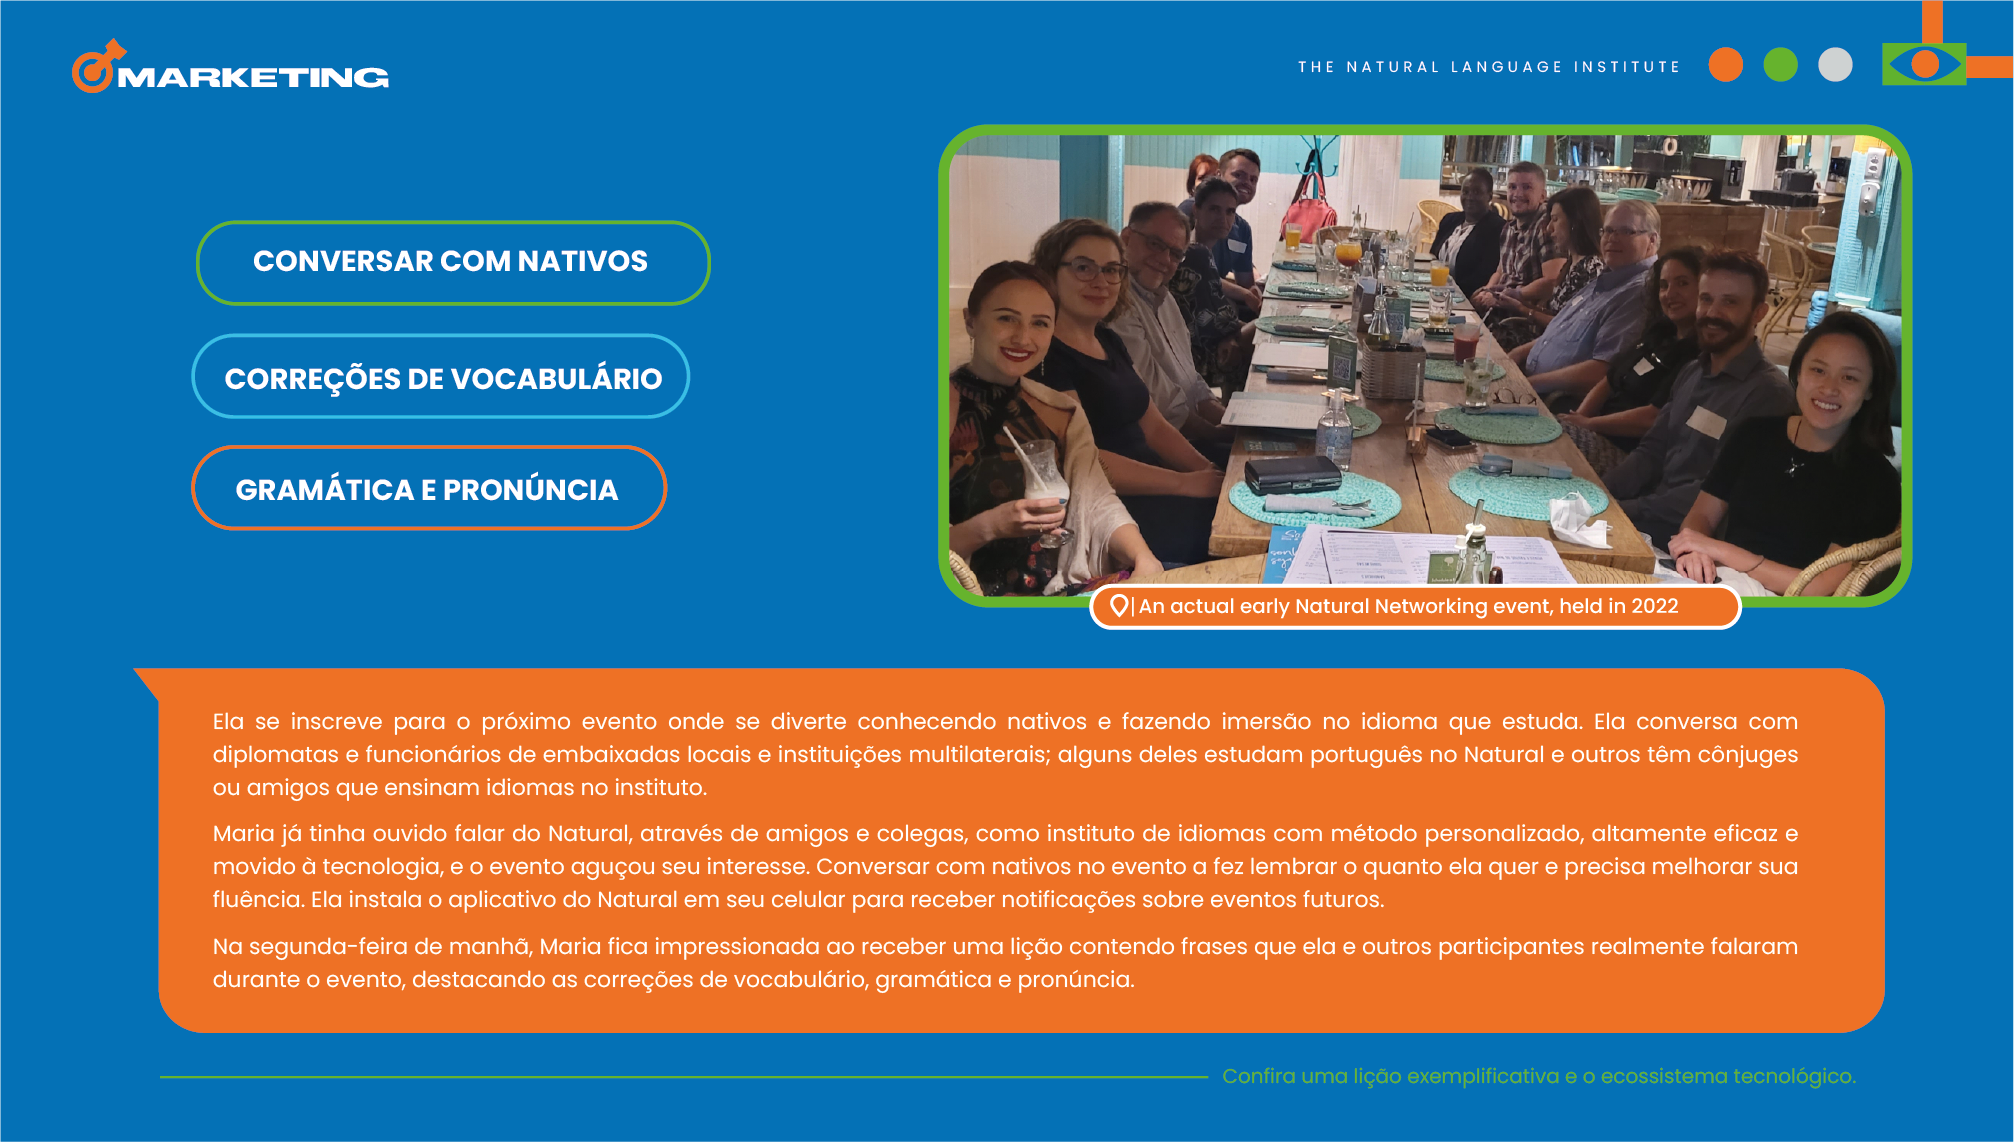 MARKETING
THE NATURAL LANGUAGE INSTITUTE
CONVERSAR COM NATIVOS
CORREÇÕES DE VOCABULÁRIO
GRAMÁTICA E PRONÚNCIA
| An actual early Natural Networking event, held in 2022
Ela se inscreve para o próximo evento onde se diverte conhecendo nativos e fazendo imersão no idioma que estuda. Ela conversa com
diplomatas e funcionários de embaixadas locais e instituições multilaterais; alguns deles estudam português no Natural e outros têm cônjuges
ou amigos que ensinam idiomas no instituto.
Maria já tinha ouvido falar do Natural, através de amigos e colegas, como instituto de idiomas com método personalizado, altamente eficaz e
movido à tecnologia, e o evento aguçou seu interesse. Conversar com nativos no evento a fez lembrar o quanto ela quer e precisa melhorar sua
fluência. Ela instala o aplicativo do Natural em seu celular para receber notificações sobre eventos futuros.
Na segunda-feira de manhã, Maria fica impressionada ao receber uma lição contendo frases que ela e outros participantes realmente falaram
durante o evento, destacando as correções de vocabulário, gramática e pronúncia.
Confira uma lição exemplificativa e o ecossistema tecnológico.